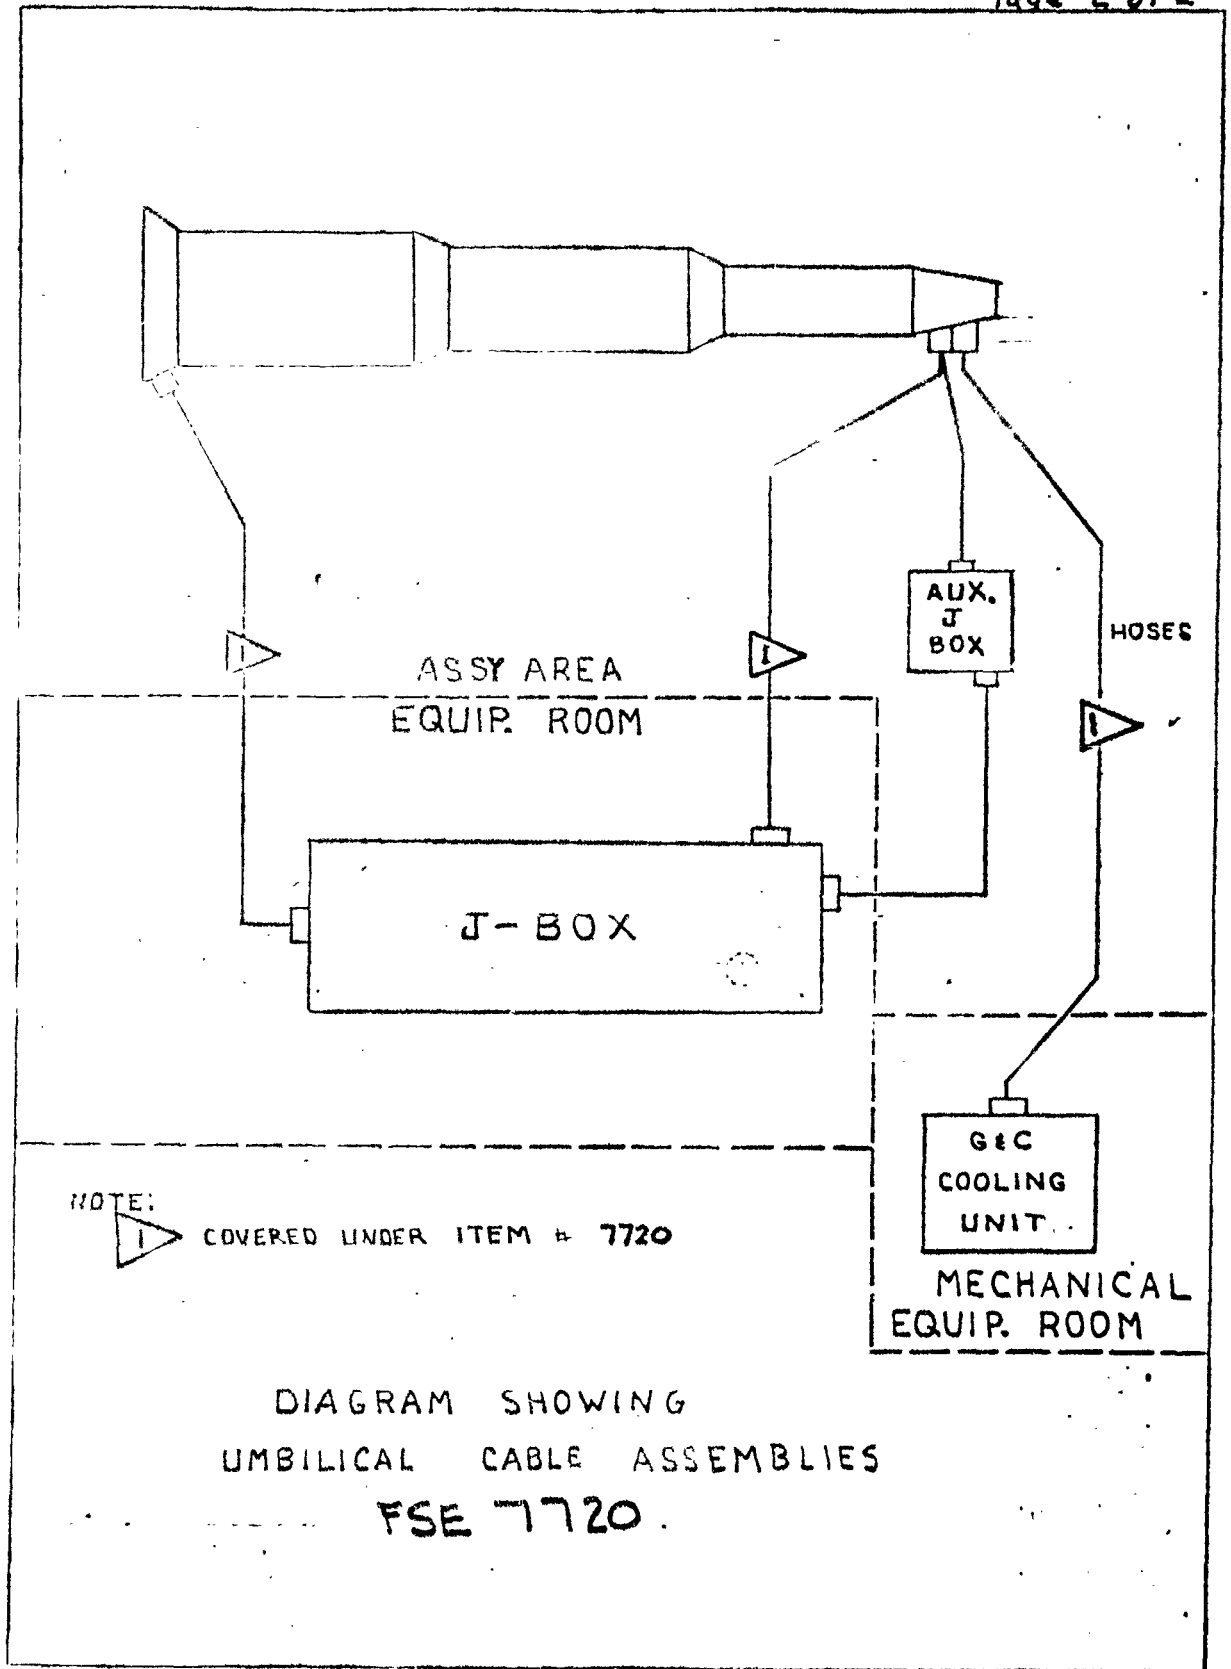 AUX.
J
BOX
HOSES
1
ASSY AREA
1
EQUIP. ROOM
1
J-BOX
G&C
COOLING
UNIT
NOTE:
1 COVERED UNDER ITEM # 7720
MECHANICAL
EQUIP. ROOM
DIAGRAM SHOWING
UMBILICAL CABLE ASSEMBLIES
FSE 7720